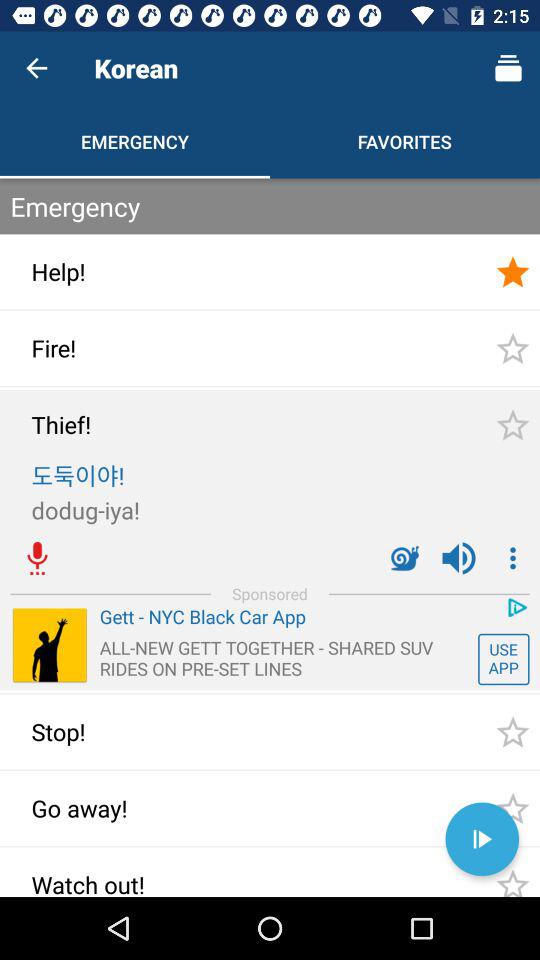 2:15
Korean
EMERGENCY
FAVORITES
Emergency
Help!
Fire!
Thief!
도둑이야!
dodug-iya!
Sponsored
Gett - NYC Black Car App
ALL-NEW GETT TOGETHER - SHARED SUV
RIDES ON PRE-SET LINES
USE
APP
Stop!
Go away!
Watch out!